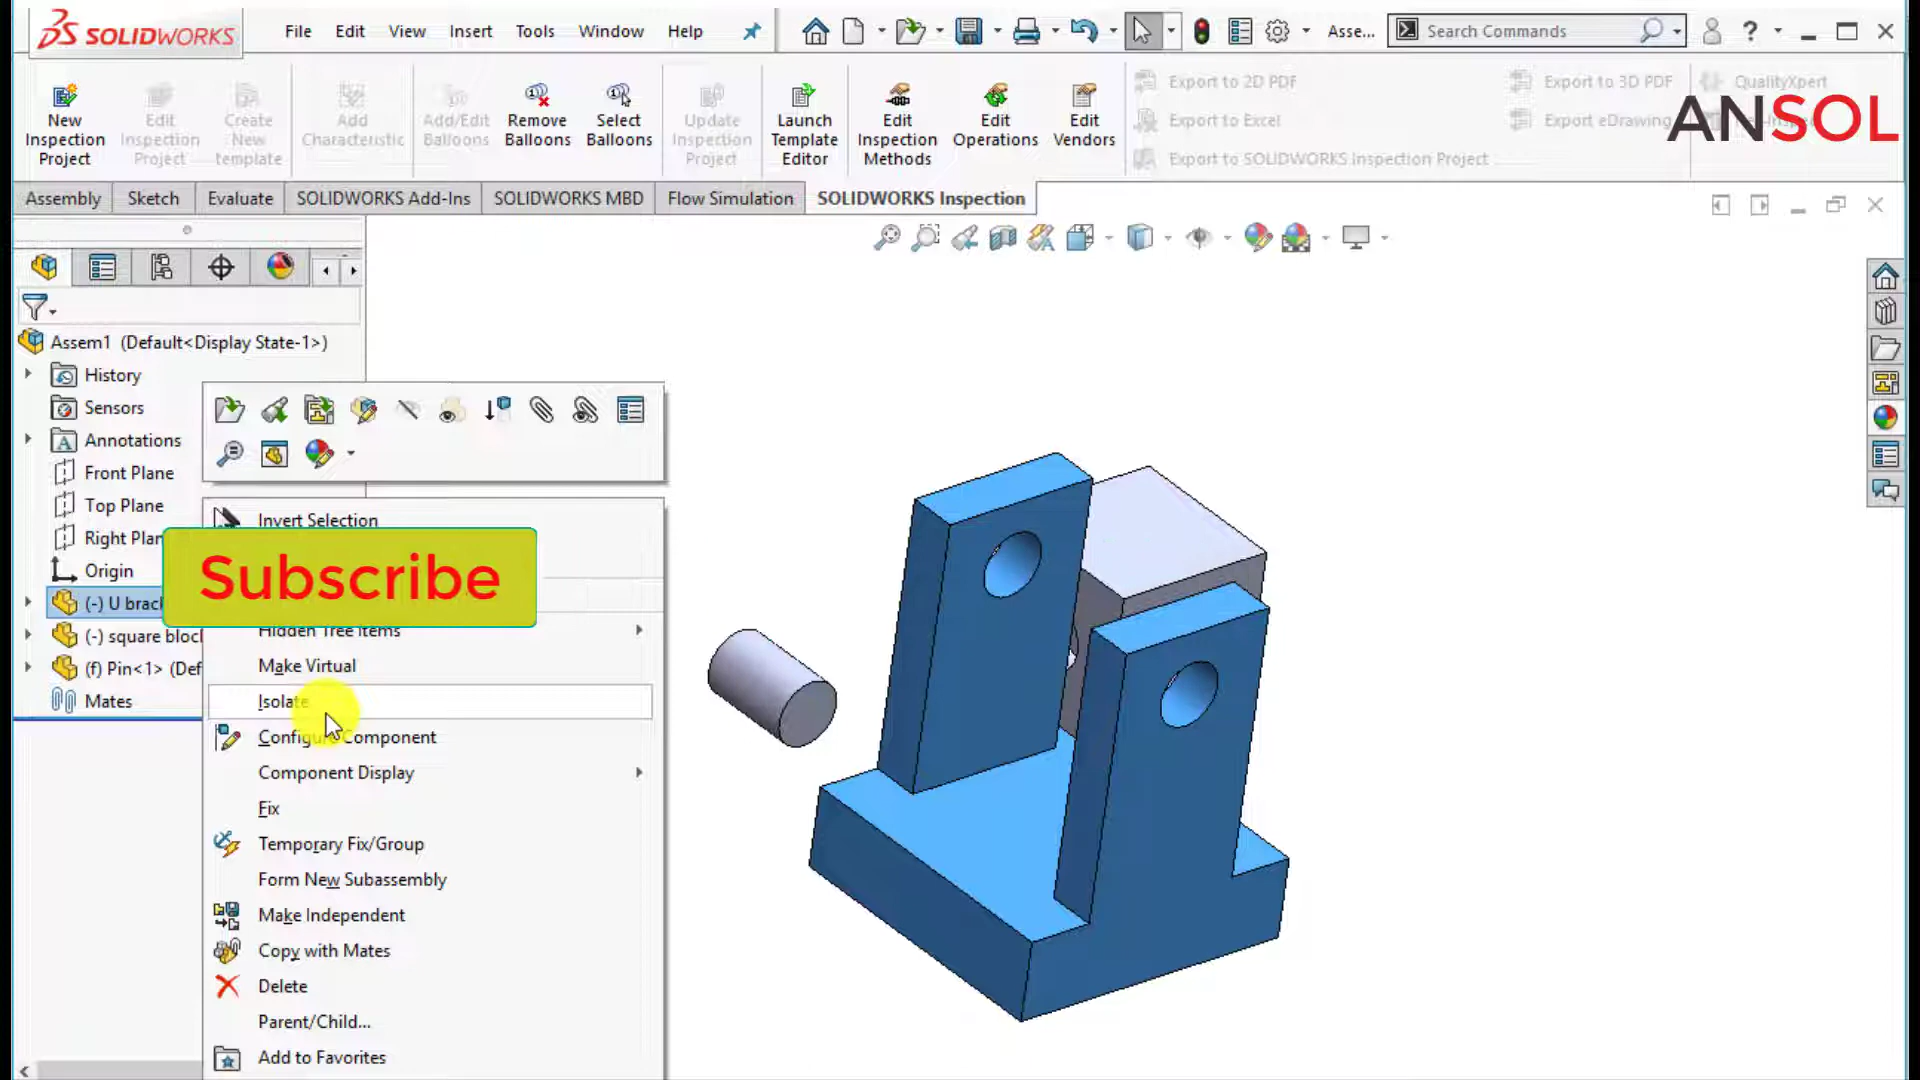 SOLIDWORKS
File Edit View Insert Tools Window Help
Asse...
Search Commands
?
New Inspection Project
Edit Inspection Project
Create New template
Add Characteristic
Add/Edit Balloons
Remove Balloons
Select Balloons
Update Inspection Project
Launch Template Editor
Edit Inspection Methods
Edit Operations
Edit Vendors
Export to 2D PDF
Export to Excel
Export to SOLIDWORKS Inspection Project
Export to 3D PDF
Export eDrawing
QualityXpert
ANSOL
Assembly Sketch Evaluate SOLIDWORKS Add-Ins SOLIDWORKS MBD Flow Simulation SOLIDWORKS Inspection
Assem1 (Default<Display State-1>)
History
Sensors
Annotations
Front Plane
Top Plane
Right Plan
Origin
(-) U brack
(-) square bloc
(f) Pin<1> (Def
Mates
Invert Selection
Subscribe
Hidden Tree Items
Make Virtual
Isolate
Configure Component
Component Display
Fix
Temporary Fix/Group
Form New Subassembly
Make Independent
Copy with Mates
Delete
Parent/Child...
Add to Favorites